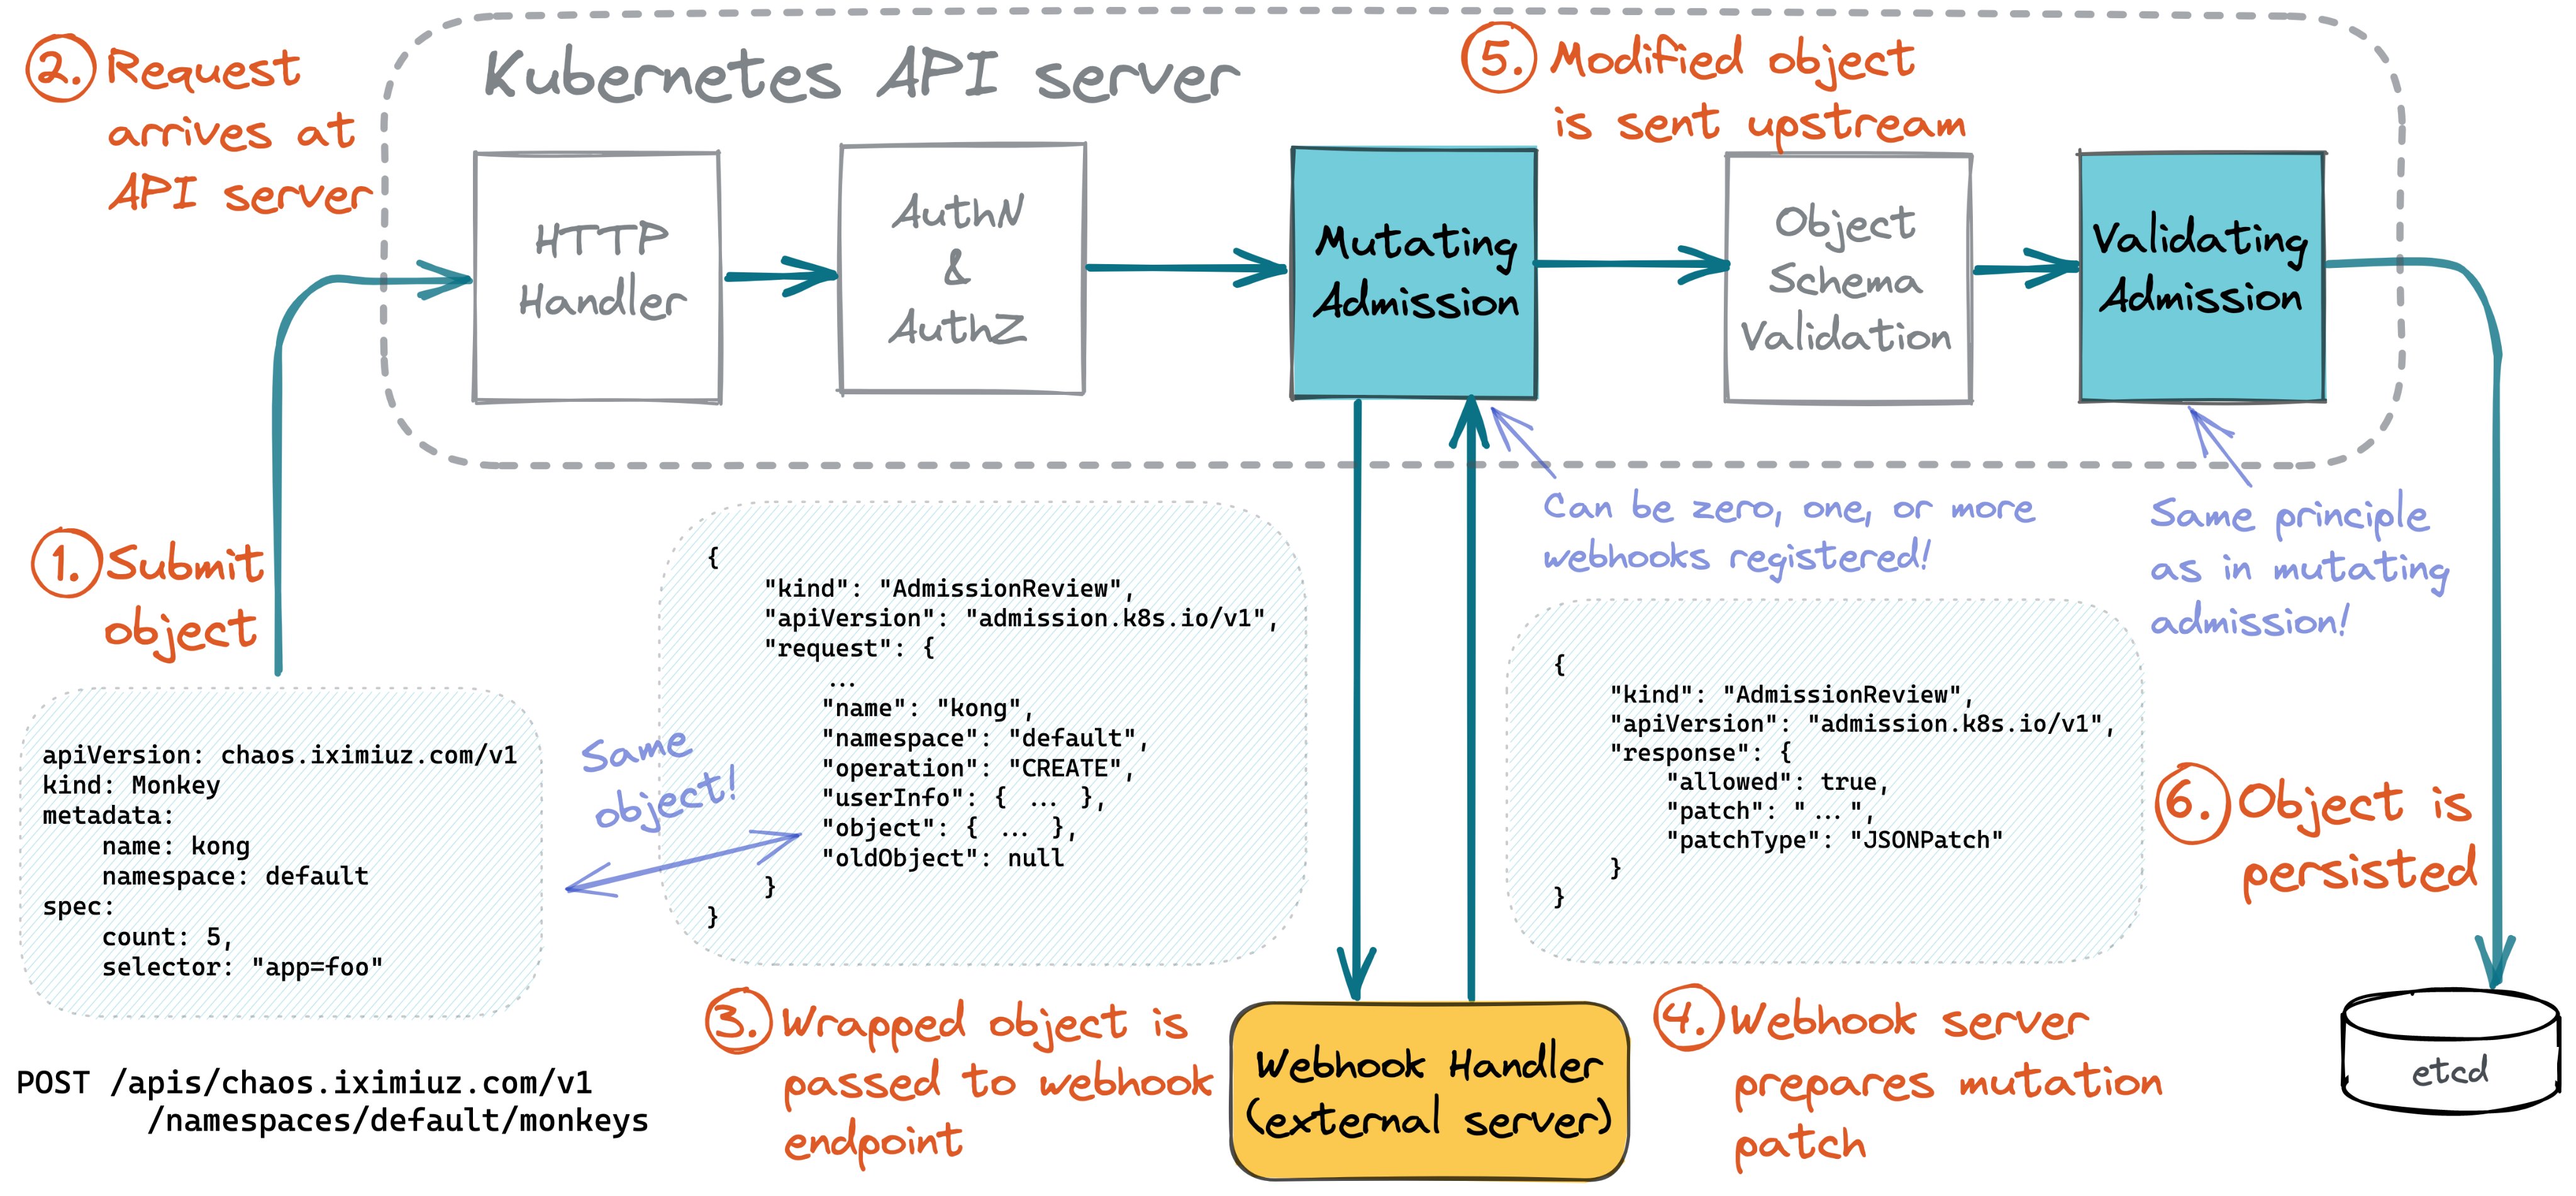 2. Request
arrives at
API server
Kubernetes API server
5. Modified object
is sent upstream
HTTP
Handler
AuthN
&
AuthZ
Mutating
Admission
Object
Schema
Validation
Validating
Admission
Can be zero, one, or more
webhooks registered!
Same principle
as in mutating
admission!
1. Submit
object
apiVersion: chaos.iximiuz.com/v1
kind: Monkey
metadata:
    name: kong
    namespace: default
spec:
    count: 5,
    selector: "app=foo"
POST /apis/chaos.iximiuz.com/v1
/namespaces/default/monkeys
Same
object!
{
    "kind": "AdmissionReview",
    "apiVersion": "admission.k8s.io/v1",
    "request": {
        ...
        "name": "kong",
        "namespace": "default",
        "operation": "CREATE",
        "userInfo": { ... },
        "object": { ... },
        "oldObject": null
    }
}
3. Wrapped object is
passed to webhook
endpoint
Webhook Handler
(external server)
{
    "kind": "AdmissionReview",
    "apiVersion": "admission.k8s.io/v1",
    "response": {
        "allowed": true,
        "patch": "...",
        "patchType": "JSONPatch"
    }
}
4. Webhook server
prepares mutation
patch
6. Object is
persisted
etcd